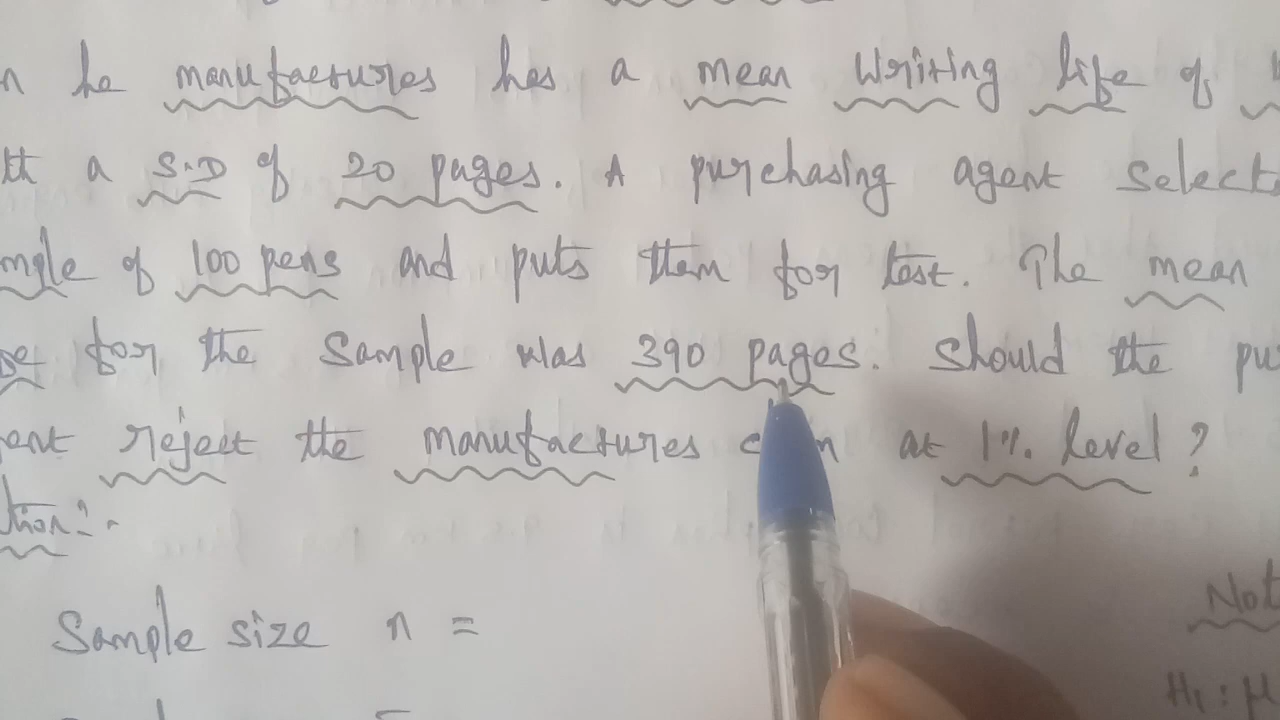 n he manufactures has a mean Writing life of
th a S.D of 20 pages. A purchasing agent Select
mple of 100 pens and puts them for test. The mean
for the Sample was 390 pages. Should the pu
ent reject the manufactures at 1% level?
tion:-
Sample size n =
Not
H1 : μ